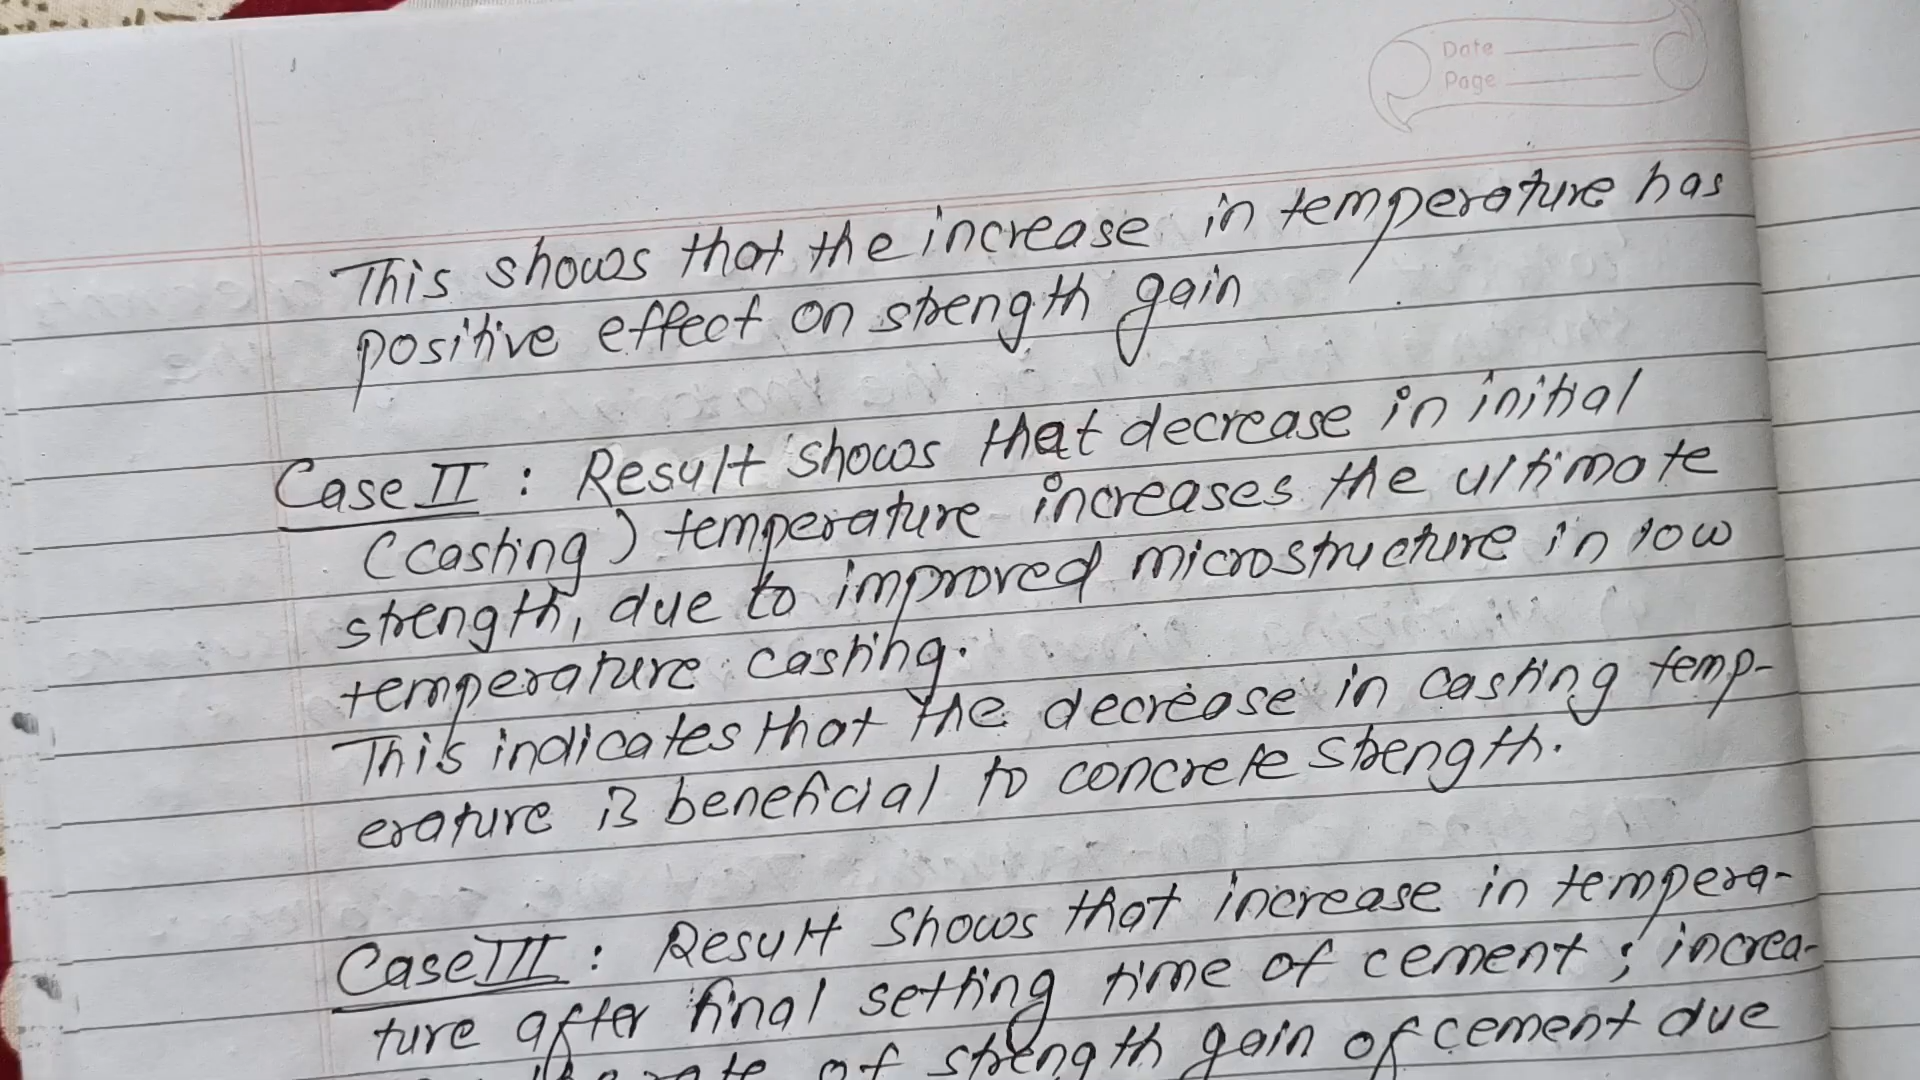 Date
Page
This shows that the increase in temperature has
positive effect on strength gain
Case II : Result shows that decrease in initial
(casting) temperature increases the ultimate
strength, due to improved microstructure in low
temperature casting.
This indicates that the decrease in casting temp-
erature is beneficial to concrete strength.
Case III : Result shows that increase in tempera-
ture after final setting time of cement; increa-
rate of strength gain of cement due